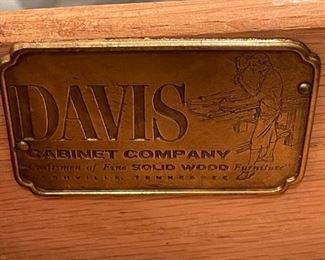 DAVIS
CABINET COMPANY
Craftsmen of Fine SOLID WOOD Furniture
NASHVILLE, TENNESSEE